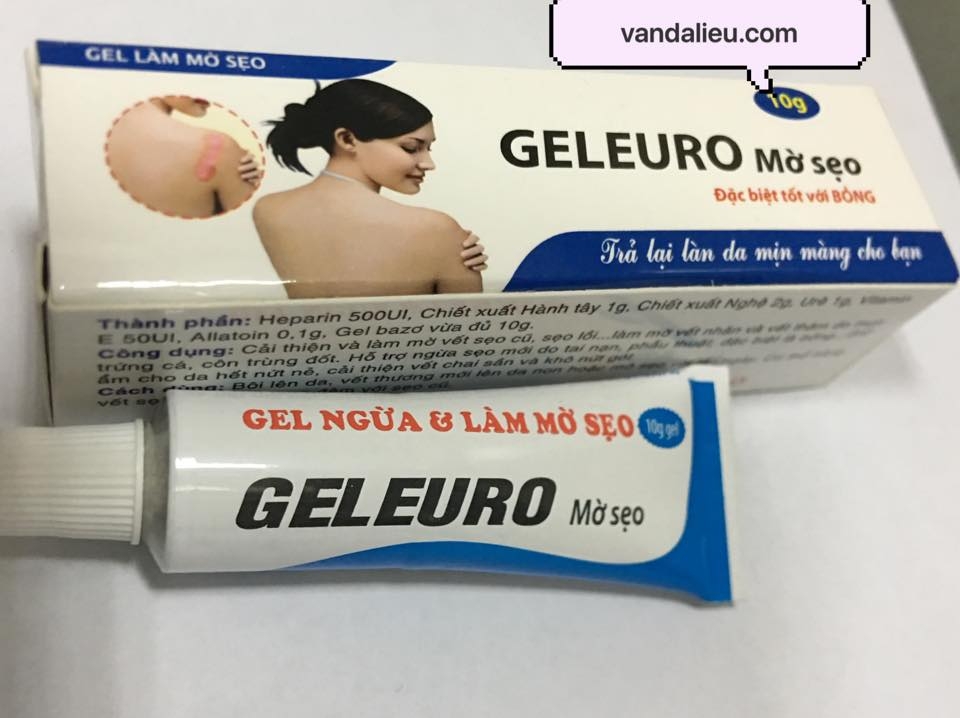 vandalieu.com
GEL LÀM MỜ SẸO
10g
GELEURO Mờ sẹo
Đặc biệt tốt với BỎNG
Trả lại làn da mịn màng cho bạn
Thành phần: Heparin 500UI, Chiết xuất Hành tây 1g, Chiết xuất Nghệ 2g, Urê 1g, Vitamin
E 50UI, Allatoin 0,1g, Gel bazơ vừa đủ 10g.
Công dụng: Cải thiện và làm mờ vết sẹo cũ, sẹo lồi...làm mờ vết nhăn và vết thâm do
trứng cá, côn trùng đốt. Hỗ trợ ngừa sẹo mới do tai nạn, phẫu thuật, đặc biệt là bỏng
ẩm cho da hết nứt nẻ, cải thiện vết chai sần và khô nứt gót
Cách dùng: Bôi lên da, vết thương mới lên da non hoặc
vết sẹo
GEL NGỪA & LÀM MỜ SẸO
10g gel
GELEURO Mờ sẹo